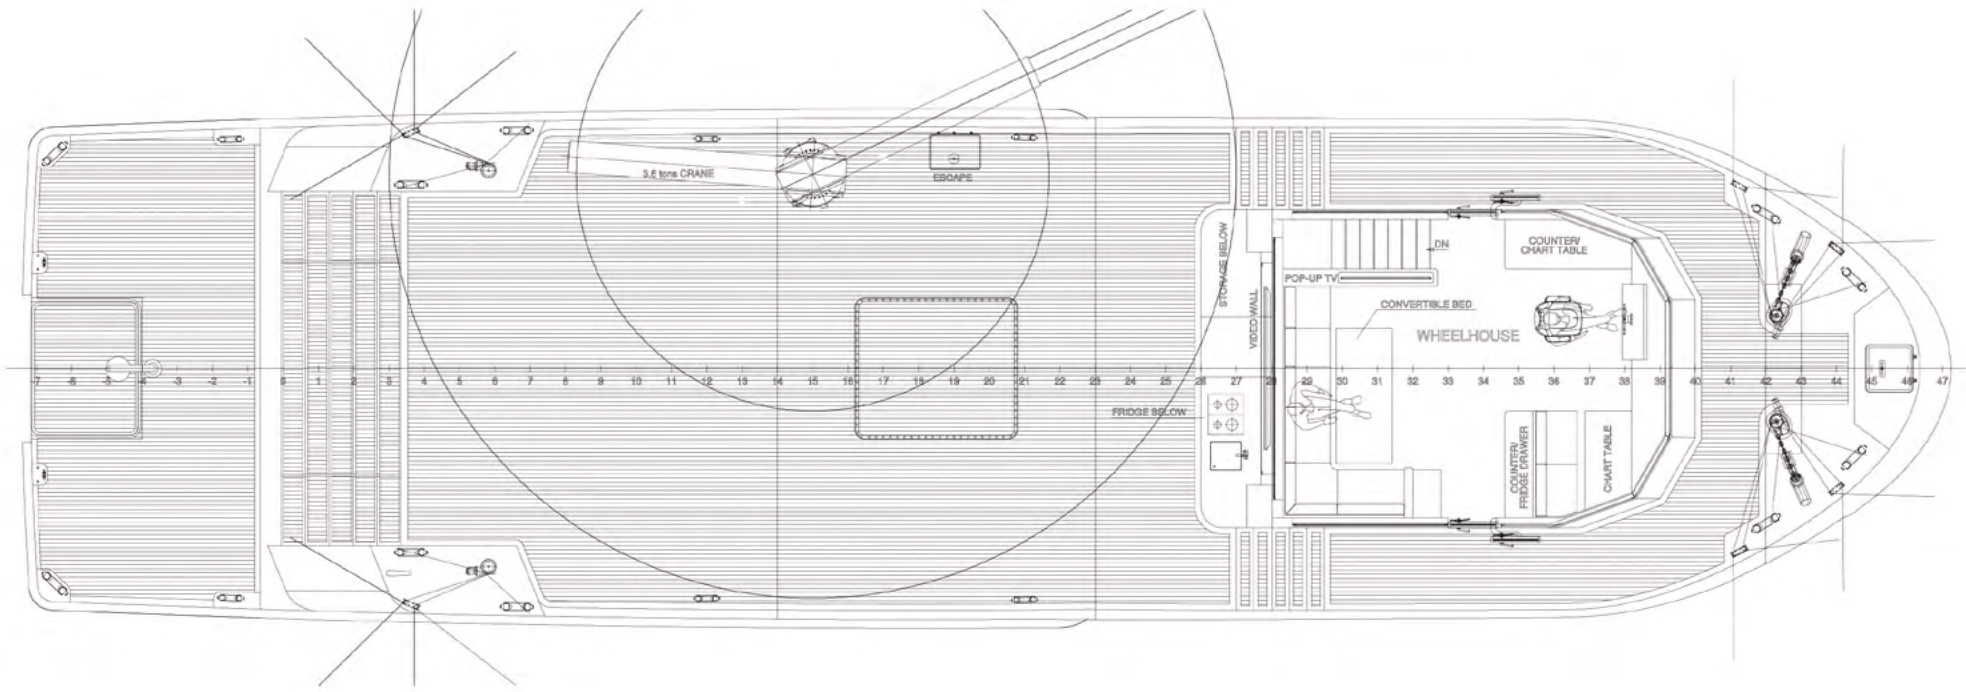 3.6 tons CRANE
ESCAPE
STORAGE BELOW
VIDEO WALL
DN
POP-UP TV
CONVERTIBLE BED
WHEELHOUSE
COUNTER/
CHART TABLE
-7 -6 -5 -4 -3 -2 -1 0 1 2 3 4 5 6 7 8 9 10 11 12 13 14 15 16 17 18 19 20 21 22 23 24 25 26 27 28 29 30 31 32 33 34 35 36 37 38 39 40 41 42 43 44 45 46 47
FRIDGE BELOW
COUNTER/
FRIDGE DRAWER
CHART TABLE